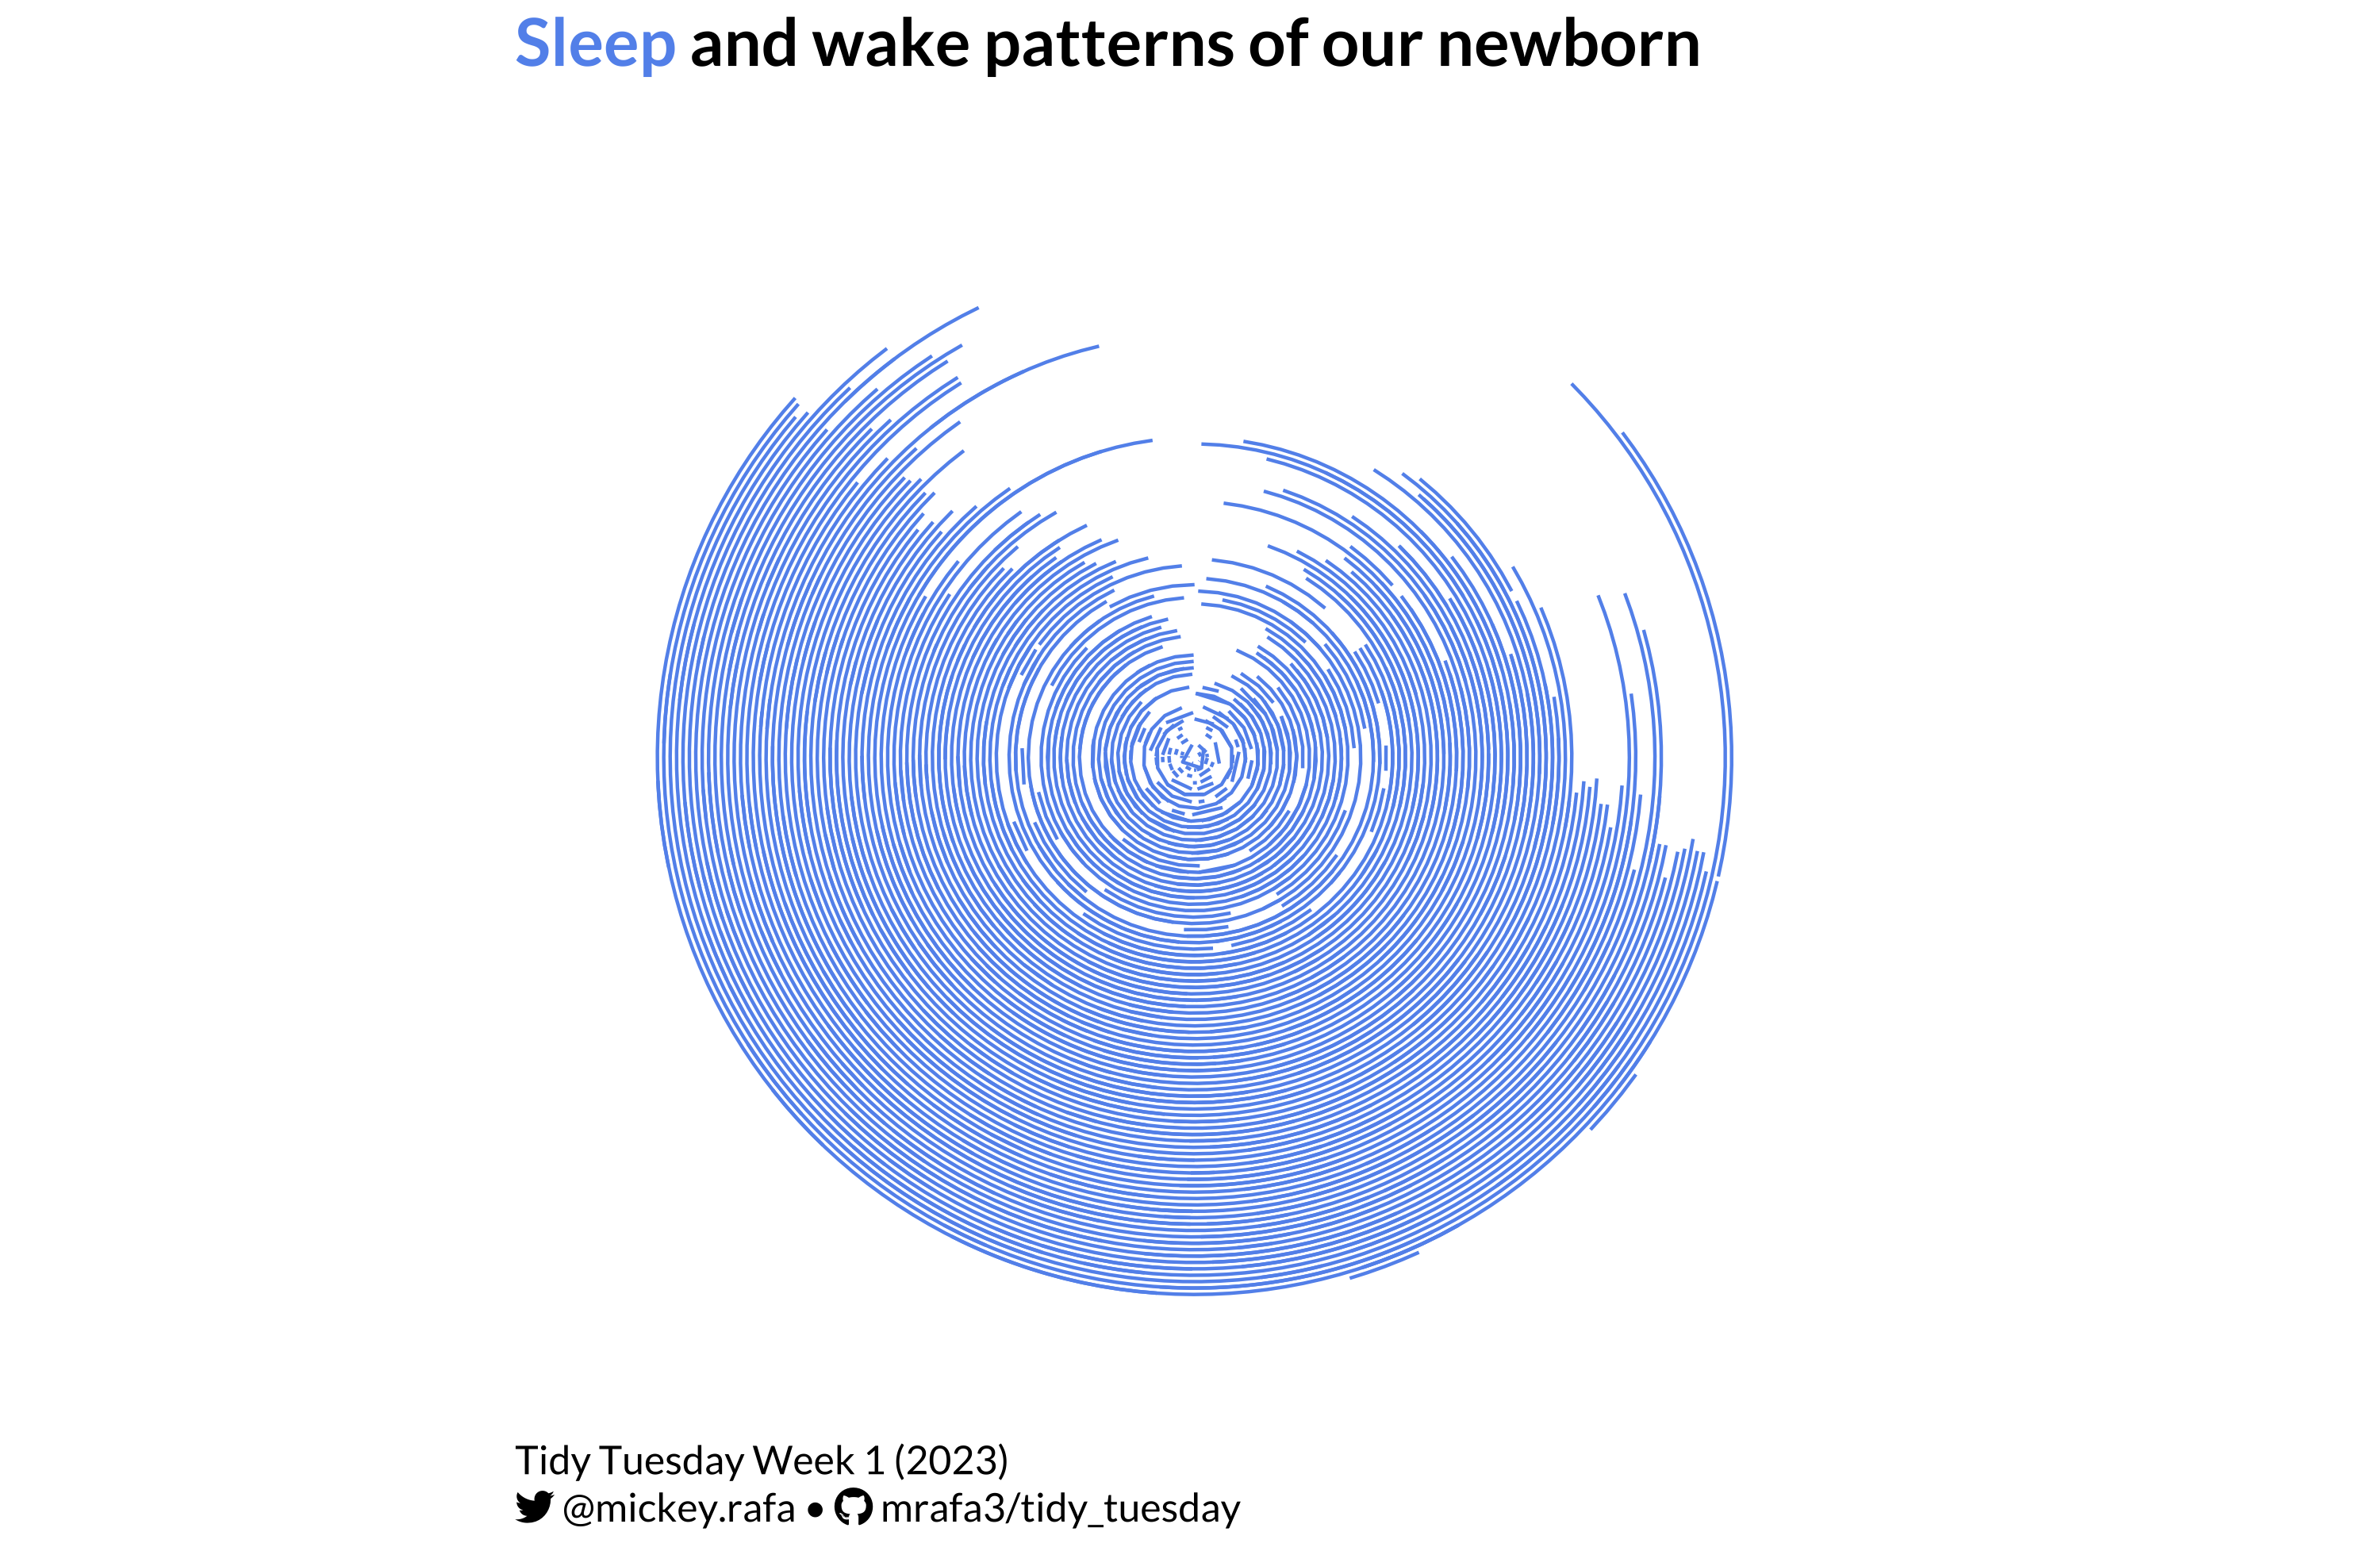 Sleep and wake patterns of our newborn
Tidy Tuesday Week 1 (2023)
@mickey.rafa • mrafa3/tidy_tuesday